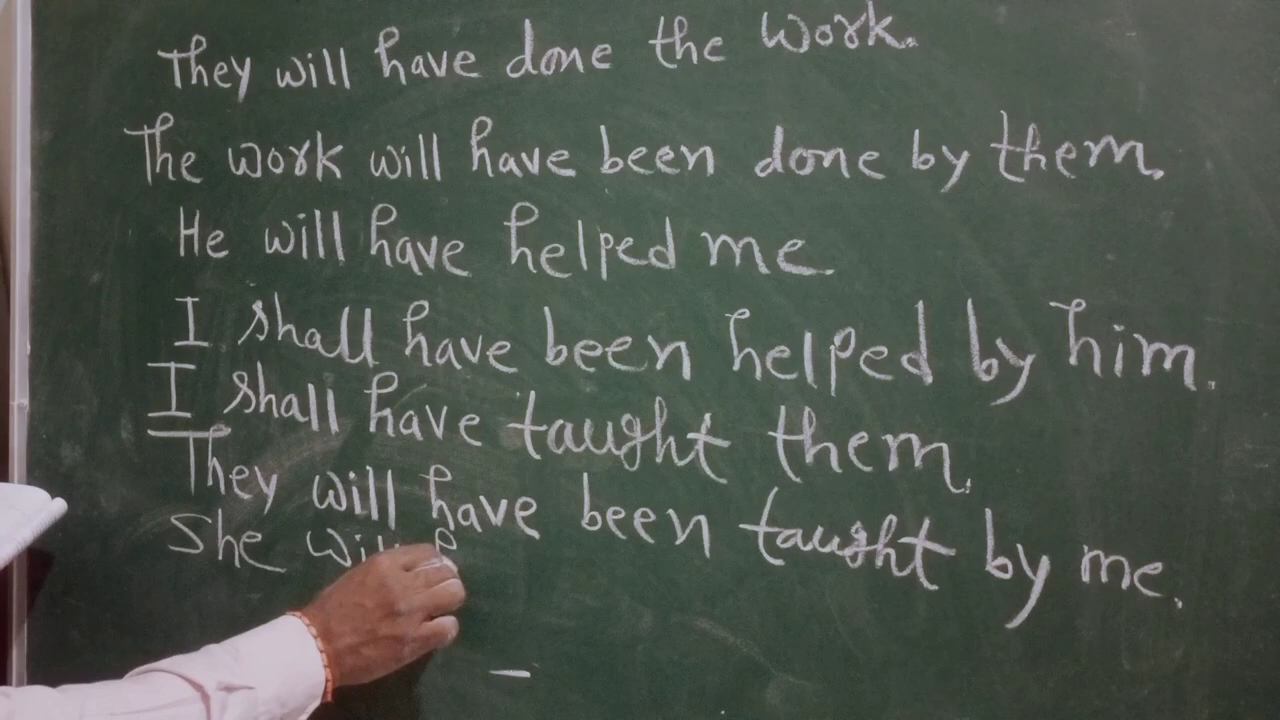 They will have done the work.
The work will have been done by them.
He will have helped me.
I shall have been helped by him.
I shall have taught them.
They will have been taught by me.
She will